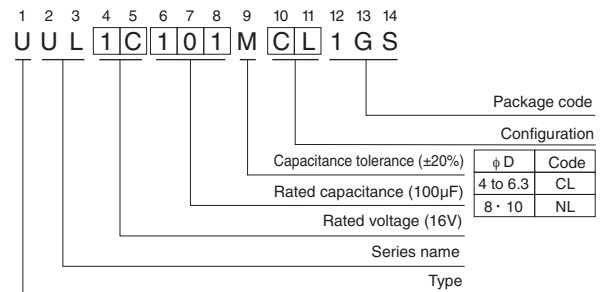 1 2 3 4 5 6 7 8 9 10 11 12 13 14
U U L 1 C 1 0 1 M C L 1 G S
Package code
Configuration
Capacitance tolerance (±20%)
Rated capacitance (100µF)
Rated voltage (16V)
Series name
Type
ϕ D Code
4 to 6.3 CL
8 · 10 NL